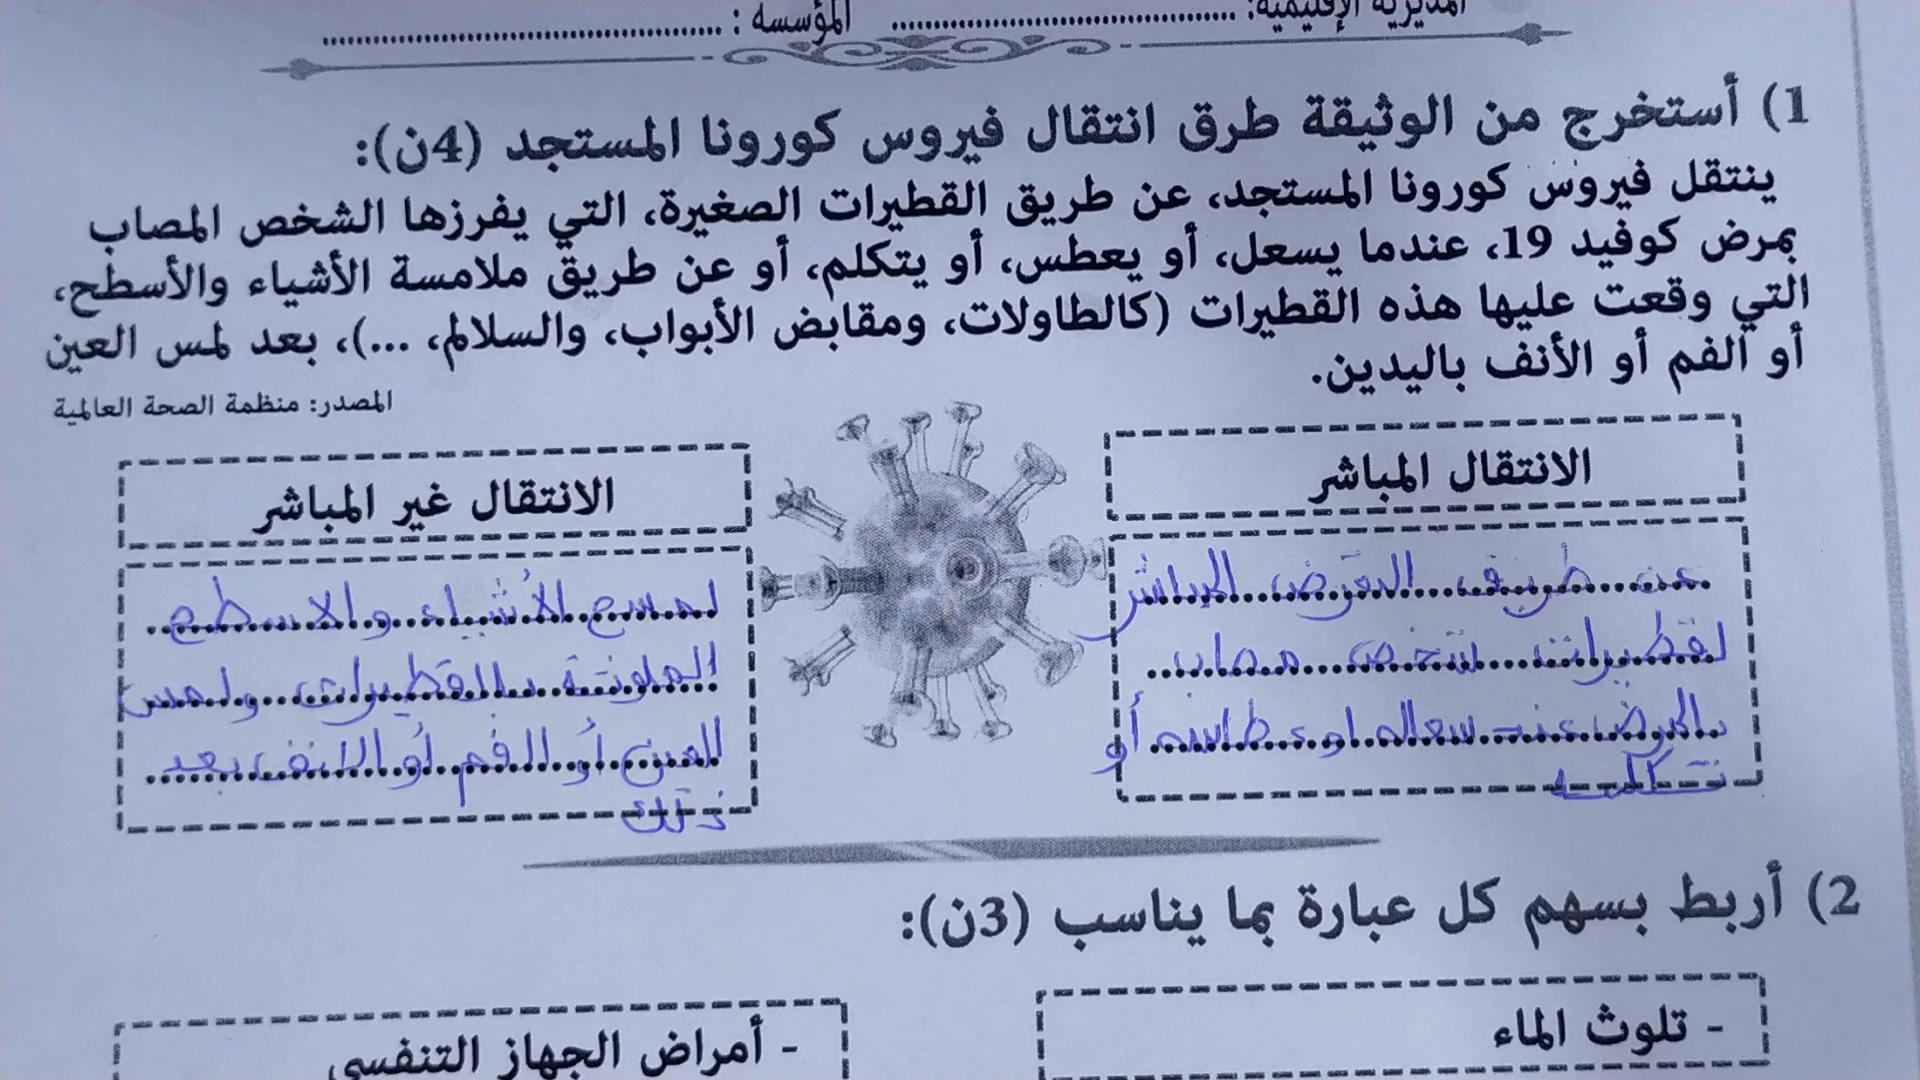 المديرية الإقليمية: ........................................ المؤسسة : ........................................
1) أستخرج من الوثيقة طرق انتقال فيروس كورونا المستجد (4ن):
ينتقل فيروس كورونا المستجد، عن طريق القطيرات الصغيرة، التي يفرزها الشخص المصاب
بمرض كوفيد 19، عندما يسعل، أو يعطس، أو يتكلم، أو عن طريق ملامسة الأشياء والأسطح،
التي وقعت عليها هذه القطيرات (كالطاولات، ومقابض الأبواب، والسلالم، ...)، بعد لمس العين
أو الفم أو الأنف باليدين.
المصدر: منظمة الصحة العالمية
الانتقال المباشر
عن طريق التعرض المباشر
لقطيرات شخص مصاب
بالمرض عند سعاله او عطاسه أو
تكلمه
الانتقال غير المباشر
لمسح الأشياء والاسطح
الملوثة بالقطيرات ولمس
العين أو الفم أو الانف بعد
ذلك
2) أربط بسهم كل عبارة بما يناسب (3ن):
- تلوث الماء
- أمراض الجهاز التنفسي